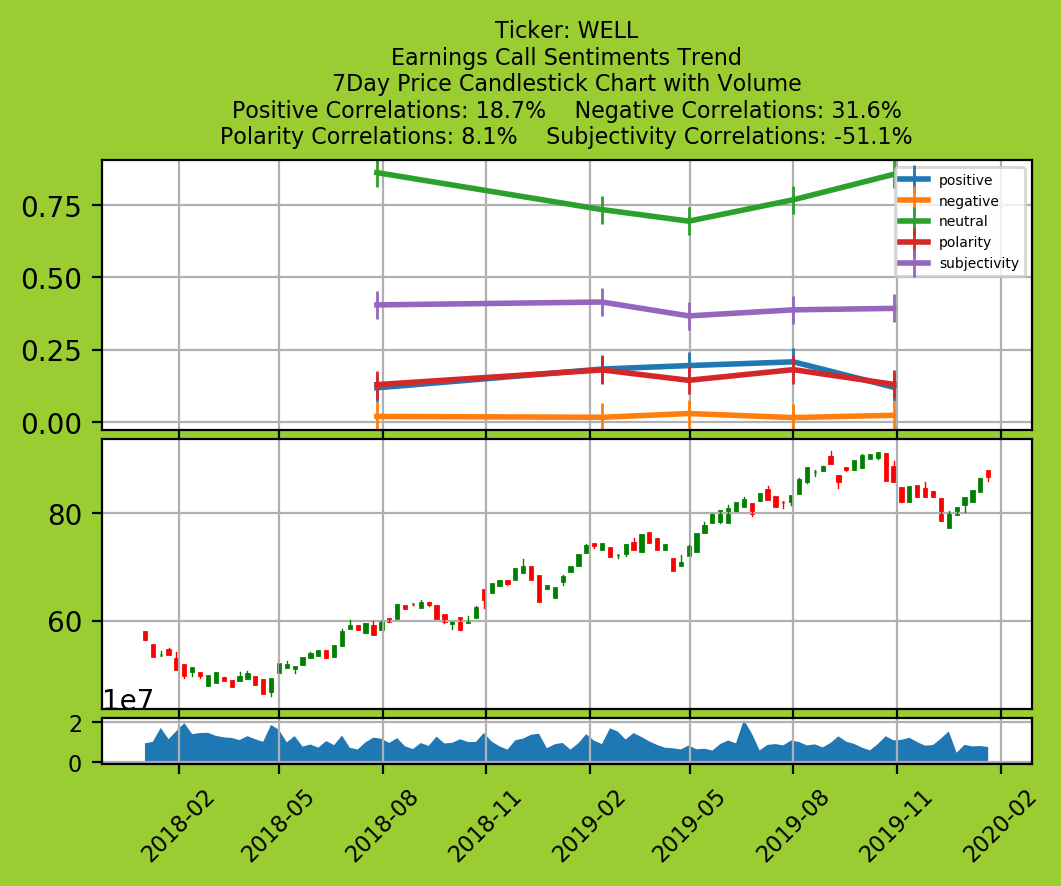 Ticker: WELL
Earnings Call Sentiments Trend
7Day Price Candlestick Chart with Volume
Positive Correlations: 18.7%    Negative Correlations: 31.6%
Polarity Correlations: 8.1%    Subjectivity Correlations: -51.1%
positive
negative
neutral
polarity
subjectivity
0.75
0.50
0.25
0.00
80
60
1e7
2
0
2018-02
2018-05
2018-08
2018-11
2019-02
2019-05
2019-08
2019-11
2020-02